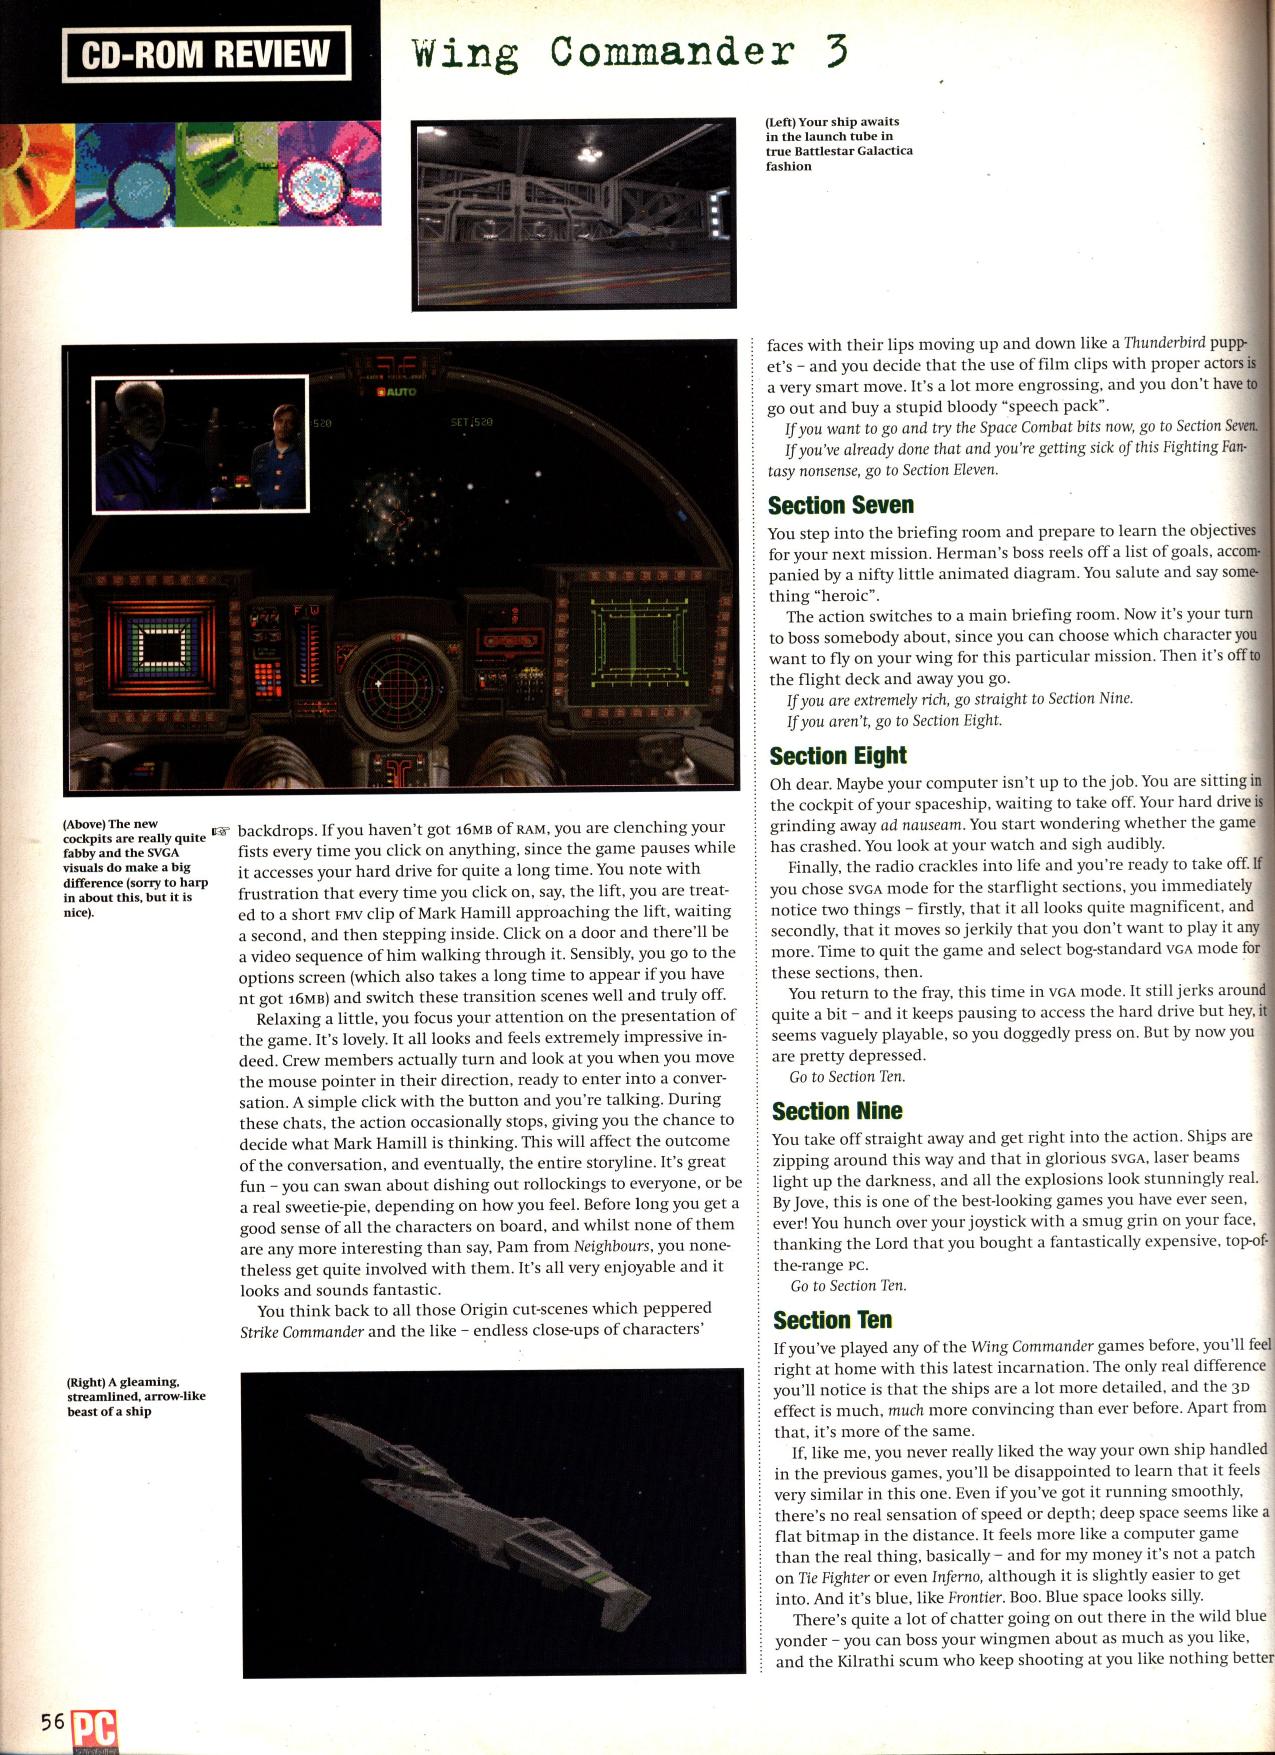 CD-ROM REVIEW
Wing Commander 3
(Left) Your ship awaits
in the launch tube in
true Battlestar Galactica
fashion
AUTO
520
SET:520
(Above) The new
cockpits are really quite
fabby and the SVGA
visuals do make a big
difference (sorry to harp
in about this, but it is
nice).
☞ backdrops. If you haven't got 16MB of RAM, you are clenching your
fists every time you click on anything, since the game pauses while
it accesses your hard drive for quite a long time. You note with
frustration that every time you click on, say, the lift, you are treat-
ed to a short FMV clip of Mark Hamill approaching the lift, waiting
a second, and then stepping inside. Click on a door and there'll be
a video sequence of him walking through it. Sensibly, you go to the
options screen (which also takes a long time to appear if you have
nt got 16MB) and switch these transition scenes well and truly off.
Relaxing a little, you focus your attention on the presentation of
the game. It's lovely. It all looks and feels extremely impressive in-
deed. Crew members actually turn and look at you when you move
the mouse pointer in their direction, ready to enter into a conver-
sation. A simple click with the button and you're talking. During
these chats, the action occasionally stops, giving you the chance to
decide what Mark Hamill is thinking. This will affect the outcome
of the conversation, and eventually, the entire storyline. It's great
fun – you can swan about dishing out rollockings to everyone, or be
a real sweetie-pie, depending on how you feel. Before long you get a
good sense of all the characters on board, and whilst none of them
are any more interesting than say, Pam from Neighbours, you none-
theless get quite involved with them. It's all very enjoyable and it
looks and sounds fantastic.
You think back to all those Origin cut-scenes which peppered
Strike Commander and the like – endless close-ups of characters'
(Right) A gleaming,
streamlined, arrow-like
beast of a ship
faces with their lips moving up and down like a Thunderbird pupp-
et's – and you decide that the use of film clips with proper actors is
a very smart move. It's a lot more engrossing, and you don't have to
go out and buy a stupid bloody "speech pack".
If you want to go and try the Space Combat bits now, go to Section Seven.
If you've already done that and you're getting sick of this Fighting Fan-
tasy nonsense, go to Section Eleven.
Section Seven
You step into the briefing room and prepare to learn the objectives
for your next mission. Herman's boss reels off a list of goals, accom-
panied by a nifty little animated diagram. You salute and say some-
thing "heroic".
The action switches to a main briefing room. Now it's your turn
to boss somebody about, since you can choose which character you
want to fly on your wing for this particular mission. Then it's off to
the flight deck and away you go.
If you are extremely rich, go straight to Section Nine.
If you aren't, go to Section Eight.
Section Eight
Oh dear. Maybe your computer isn't up to the job. You are sitting in
the cockpit of your spaceship, waiting to take off. Your hard drive is
grinding away ad nauseam. You start wondering whether the game
has crashed. You look at your watch and sigh audibly.
Finally, the radio crackles into life and you're ready to take off. If
you chose SVGA mode for the starflight sections, you immediately
notice two things – firstly, that it all looks quite magnificent, and
secondly, that it moves so jerkily that you don't want to play it any
more. Time to quit the game and select bog-standard VGA mode for
these sections, then.
You return to the fray, this time in VGA mode. It still jerks around
quite a bit – and it keeps pausing to access the hard drive but hey, it
seems vaguely playable, so you doggedly press on. But by now you
are pretty depressed.
Go to Section Ten.
Section Nine
You take off straight away and get right into the action. Ships are
zipping around this way and that in glorious SVGA, laser beams
light up the darkness, and all the explosions look stunningly real.
By Jove, this is one of the best-looking games you have ever seen,
ever! You hunch over your joystick with a smug grin on your face,
thanking the Lord that you bought a fantastically expensive, top-of-
the-range PC.
Go to Section Ten.
Section Ten
If you've played any of the Wing Commander games before, you'll feel
right at home with this latest incarnation. The only real difference
you'll notice is that the ships are a lot more detailed, and the 3D
effect is much, much more convincing than ever before. Apart from
that, it's more of the same.
If, like me, you never really liked the way your own ship handled
in the previous games, you'll be disappointed to learn that it feels
very similar in this one. Even if you've got it running smoothly,
there's no real sensation of speed or depth; deep space seems like a
flat bitmap in the distance. It feels more like a computer game
than the real thing, basically – and for my money it's not a patch
on Tie Fighter or even Inferno, although it is slightly easier to get
into. And it's blue, like Frontier. Boo. Blue space looks silly.
There's quite a lot of chatter going on out there in the wild blue
yonder – you can boss your wingmen about as much as you like,
and the Kilrathi scum who keep shooting at you like nothing better
56 PC